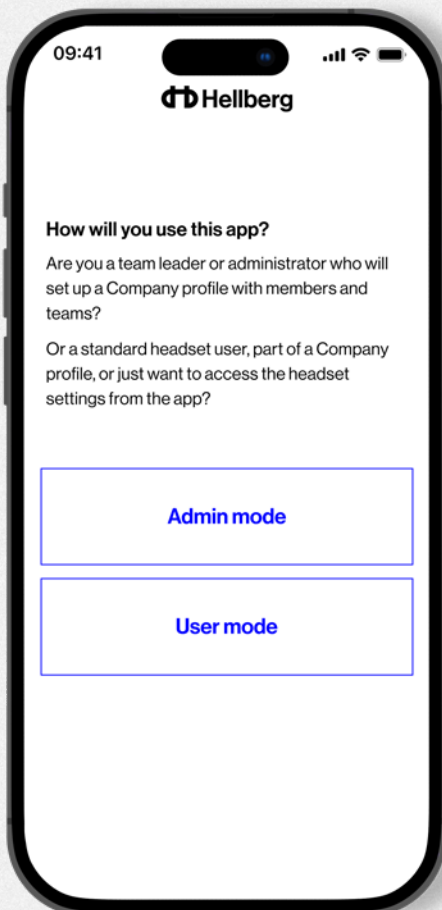 09:41
Hellberg
How will you use this app?
Are you a team leader or administrator who will
set up a Company profile with members and
teams?
Or a standard headset user, part of a Company
profile, or just want to access the headset
settings from the app?
Admin mode
User mode